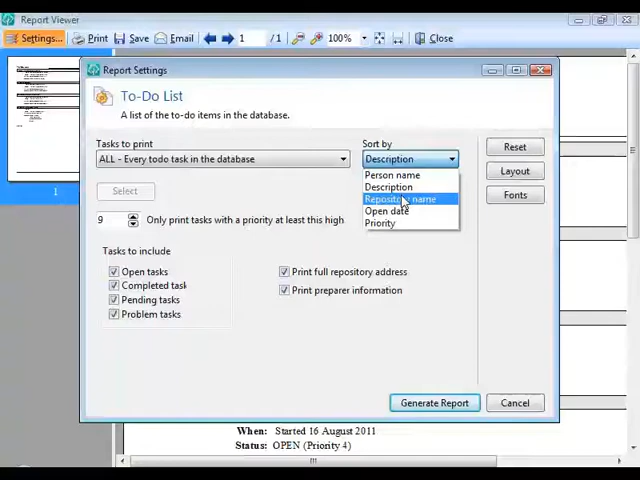 Report Viewer
Settings... Print Save Email 1 / 1 100% Close
Report Settings
To-Do List
A list of the to-do items in the database.
Tasks to print
Sort by
ALL - Every todo task in the database
Description
Reset
Person name
Description
Repository name
Open date
Priority
Layout
Select
Fonts
9 Only print tasks with a priority at least this high
1
Tasks to include
Open tasks
Print full repository address
Completed task
Print preparer information
Pending tasks
Problem tasks
Generate Report
Cancel
When: Started 16 August 2011
Status: OPEN (Priority 4)